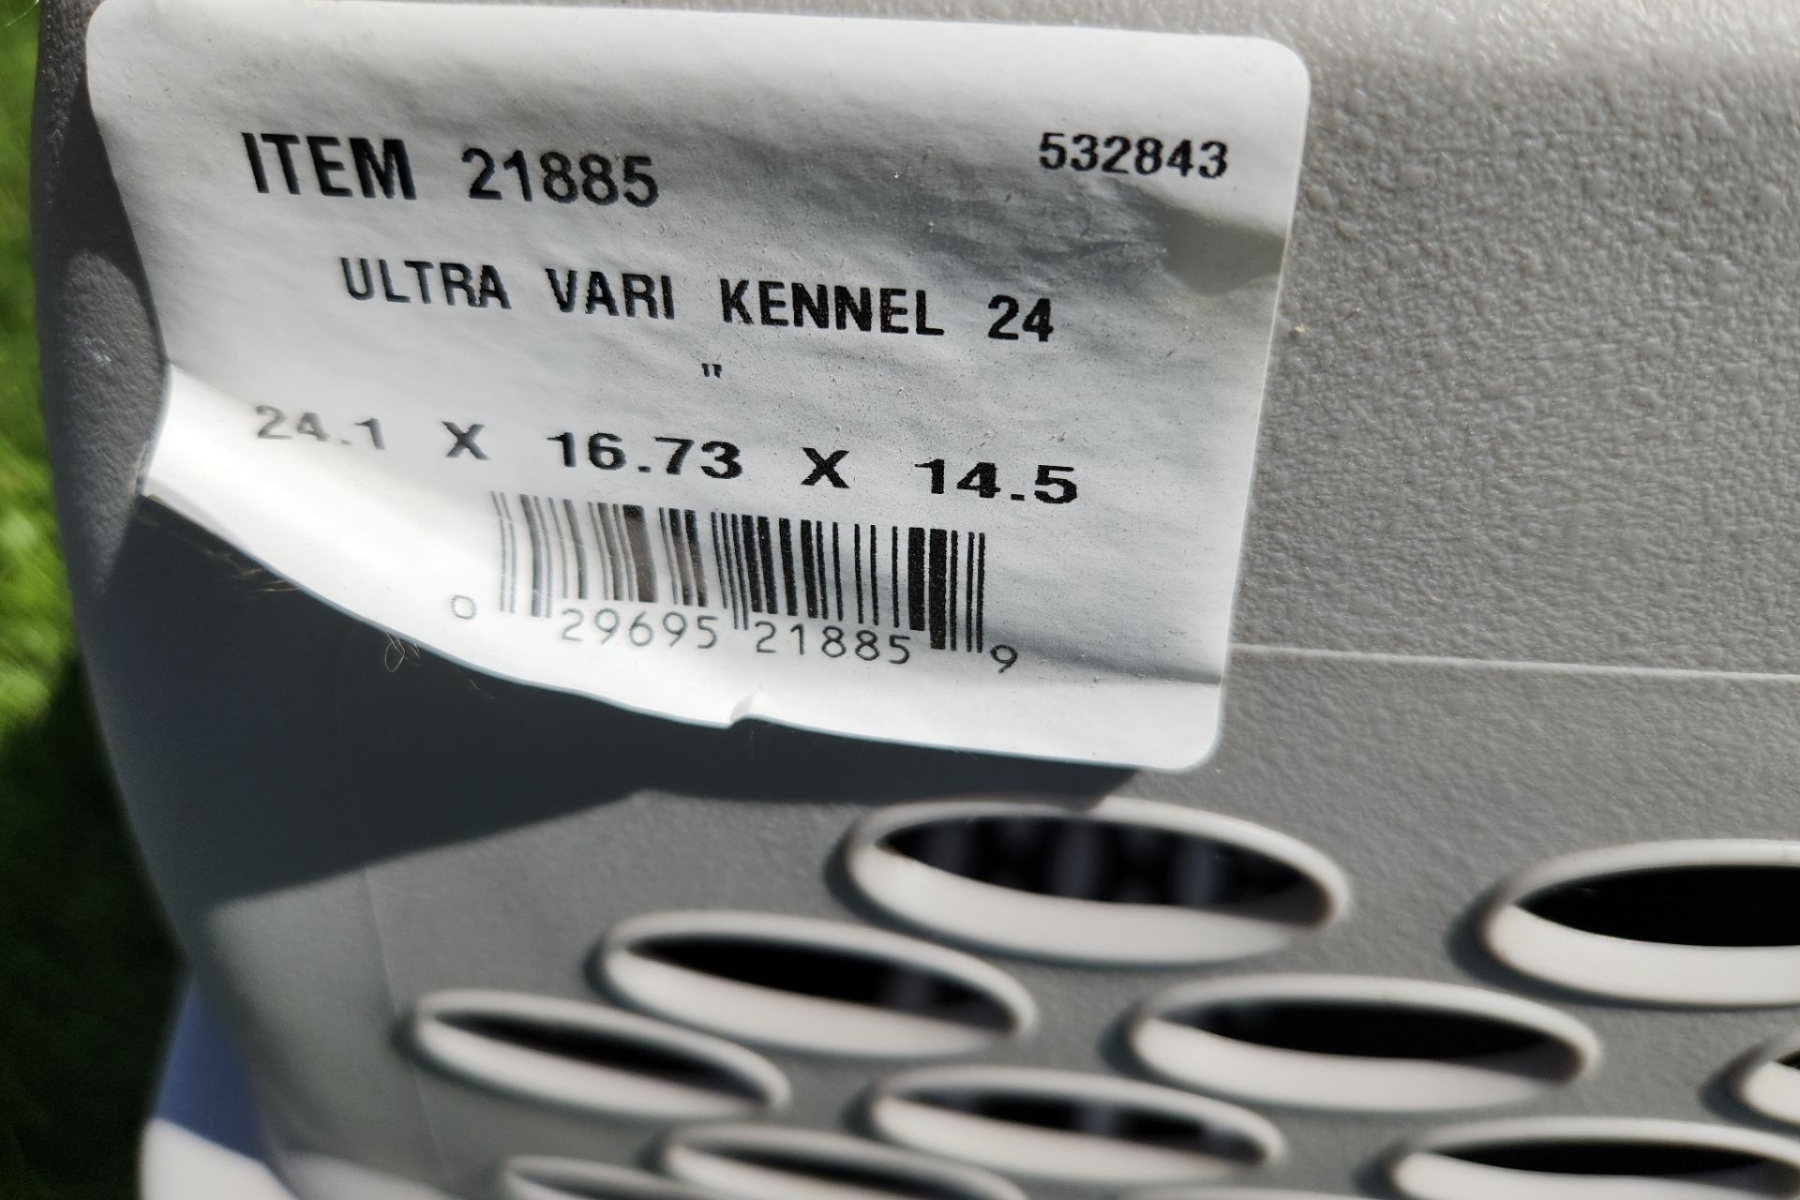 ITEM 21885 532843
ULTRA VARI KENNEL 24
"
24.1 X 16.73 X 14.5
0 29695 21885 9